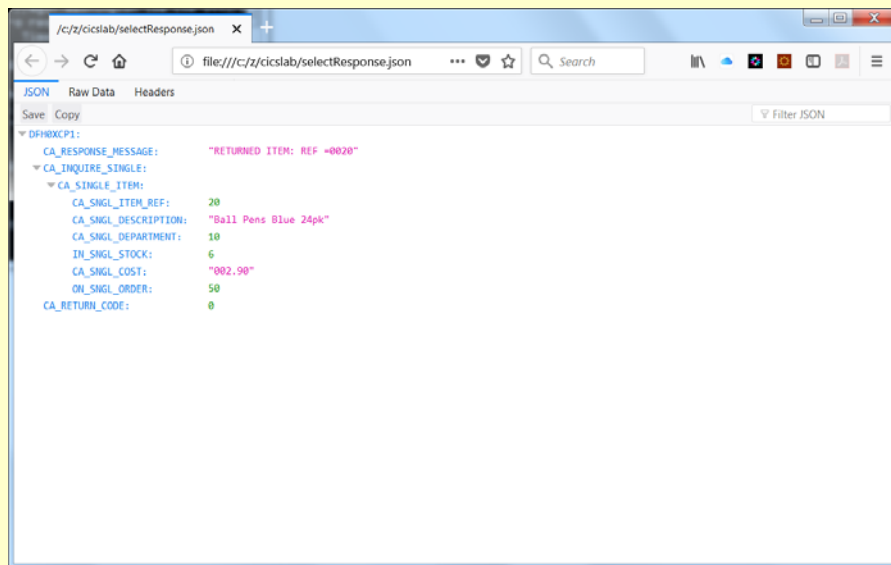 /c:/z/cicslab/selectResponse.json
file:///c:/z/cicslab/selectResponse.json
Search
JSON Raw Data Headers
Save Copy
Filter JSON
DFH0XCP1:
CA_RESPONSE_MESSAGE: "RETURNED ITEM: REF =0020"
CA_INQUIRE_SINGLE:
CA_SINGLE_ITEM:
CA_SNGL_ITEM_REF: 20
CA_SNGL_DESCRIPTION: "Ball Pens Blue 24pk"
CA_SNGL_DEPARTMENT: 10
IN_SNGL_STOCK: 6
CA_SNGL_COST: "002.90"
ON_SNGL_ORDER: 50
CA_RETURN_CODE: 0